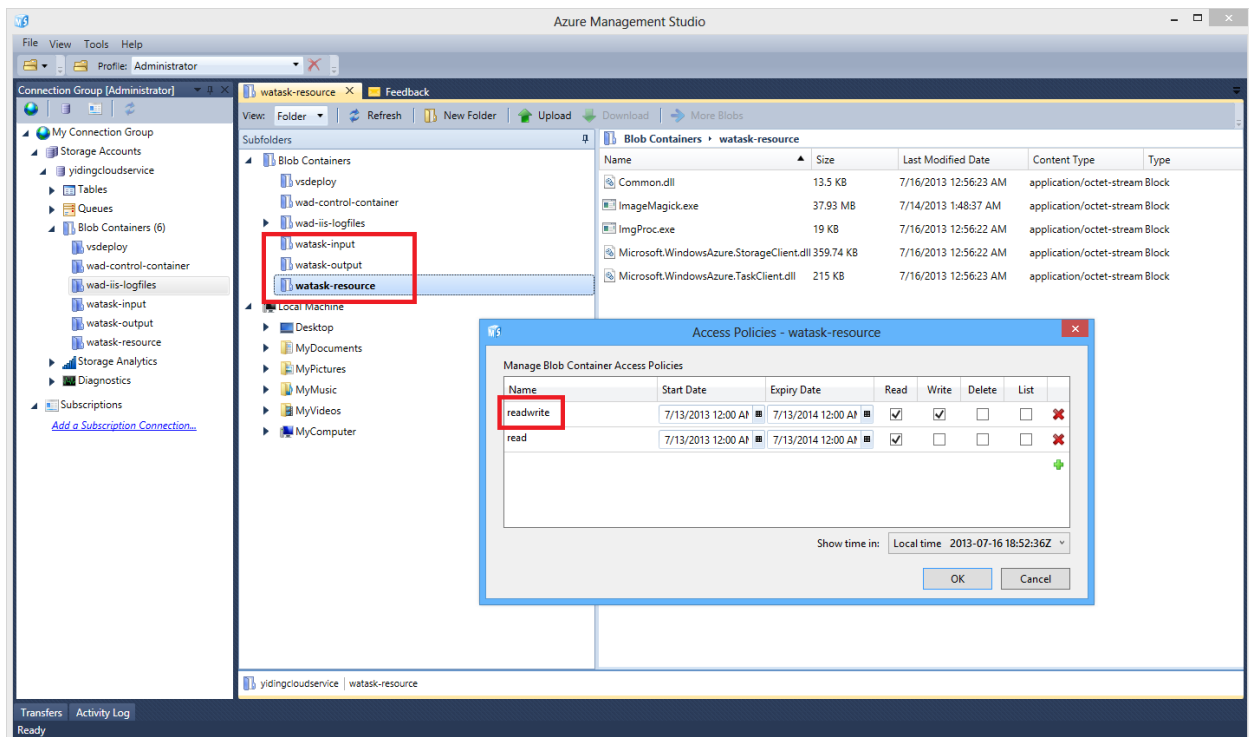 Azure Management Studio
File View Tools Help
Profile: Administrator
Connection Group [Administrator]
My Connection Group
Storage Accounts
yidingcloudservice
Tables
Queues
Blob Containers (6)
vsdeploy
wad-control-container
wad-iis-logfiles
watask-input
watask-output
watask-resource
Storage Analytics
Diagnostics
Subscriptions
Add a Subscription Connection...
watask-resource Feedback
View: Folder Refresh New Folder Upload Download More Blobs
Subfolders
Blob Containers
vsdeploy
wad-control-container
wad-iis-logfiles
watask-input
watask-output
watask-resource
Local Machine
Desktop
MyDocuments
MyPictures
MyMusic
MyVideos
MyComputer
Blob Containers watask-resource
Name Size Last Modified Date Content Type Type
Common.dll 13.5 KB 7/16/2013 12:56:23 AM application/octet-stream Block
ImageMagick.exe 37.93 MB 7/14/2013 1:48:37 AM application/octet-stream Block
ImgProc.exe 19 KB 7/16/2013 12:56:22 AM application/octet-stream Block
Microsoft.WindowsAzure.StorageClient.dll 359.74 KB 7/16/2013 12:56:22 AM application/octet-stream Block
Microsoft.WindowsAzure.TaskClient.dll 215 KB 7/16/2013 12:56:23 AM application/octet-stream Block
Access Policies - watask-resource
Manage Blob Container Access Policies
Name Start Date Expiry Date Read Write Delete List
readwrite 7/13/2013 12:00 AM 7/13/2014 12:00 AM
read 7/13/2013 12:00 AM 7/13/2014 12:00 AM
Show time in: Local time 2013-07-16 18:52:36Z
OK Cancel
yidingcloudservice watask-resource
Transfers Activity Log
Ready